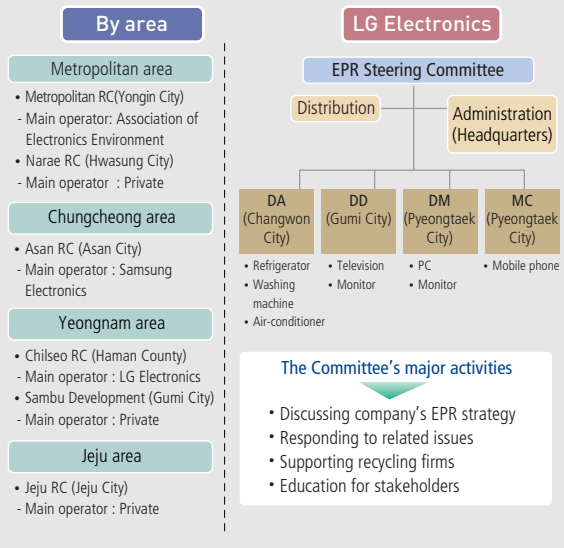 By area
Metropolitan area
• Metropolitan RC(Yongin City)
- Main operator: Association of
Electronics Environment
• Narae RC (Hwasung City)
- Main operator : Private
Chungcheong area
• Asan RC (Asan City)
- Main operator : Samsung
Electronics
Yeongnam area
• Chilseo RC (Haman County)
- Main operator : LG Electronics
• Sambu Development (Gumi City)
- Main operator : Private
Jeju area
• Jeju RC (Jeju City)
- Main operator : Private
LG Electronics
EPR Steering Committee
Distribution
Administration
(Headquarters)
DA
(Changwon
City)
• Refrigerator
• Washing
machine
• Air-conditioner
DD
(Gumi City)
• Television
• Monitor
DM
(Pyeongtaek
City)
• PC
• Monitor
MC
(Pyeongtaek
City)
• Mobile phone
The Committee's major activities
• Discussing company's EPR strategy
• Responding to related issues
• Supporting recycling firms
• Education for stakeholders